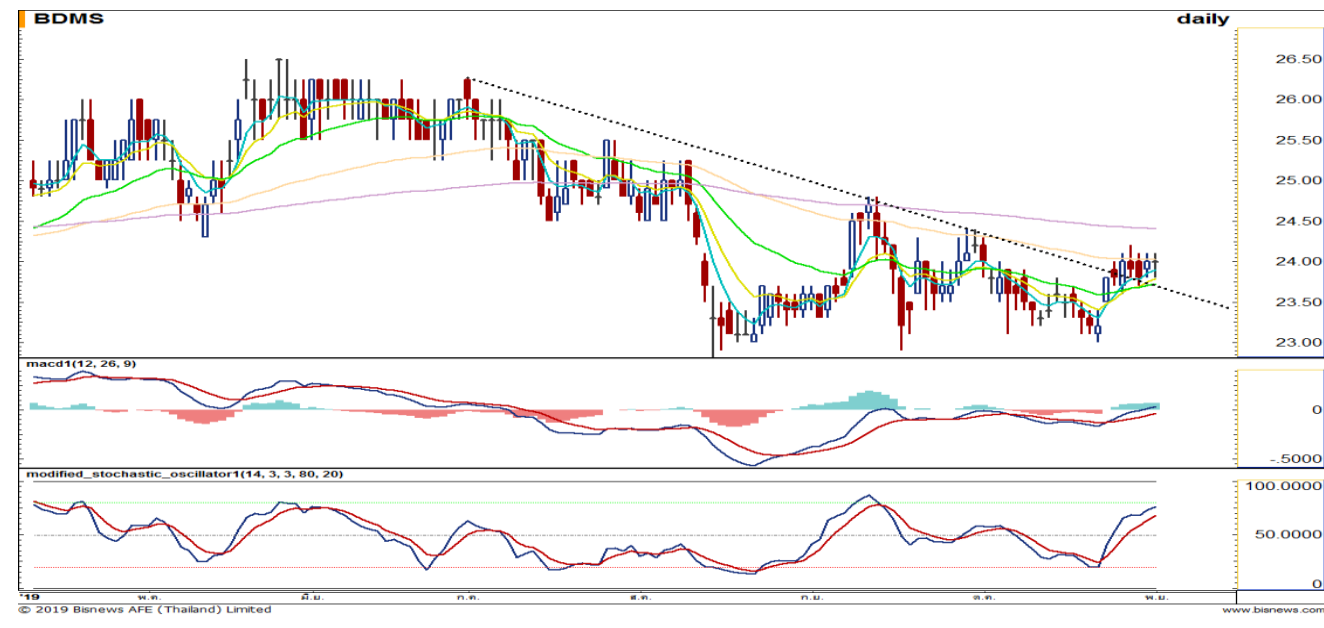 BDMS daily
26.50
26.00
25.50
25.00
24.50
24.00
23.50
23.00
macd1(12, 26, 9)
0
-.5000
modified_stochastic_oscillator1(14, 3, 3, 80, 20)
100.0000
50.0000
0
'19 พ.ค. มิ.ย. ก.ค. ส.ค. ก.ย. ต.ค. พ.ย.
© 2019 Bisnews AFE (Thailand) Limited www.bisnews.com